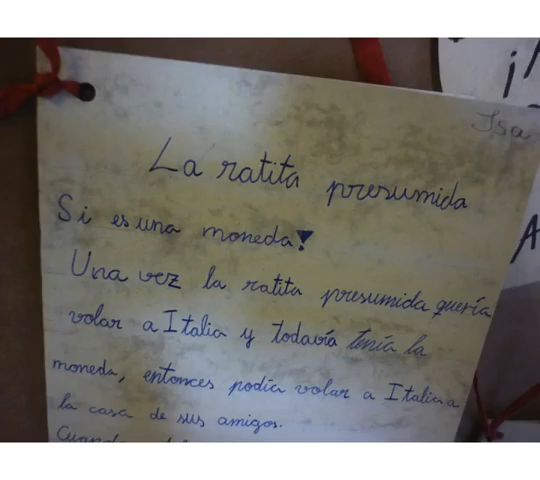 Isa
La ratita presumida
Si es una moneda!
Una vez la ratita presumida quería
volar a Italia y todavía tenía la
moneda, entonces podía volar a Italia a
la casa de sus amigos.
¡
A